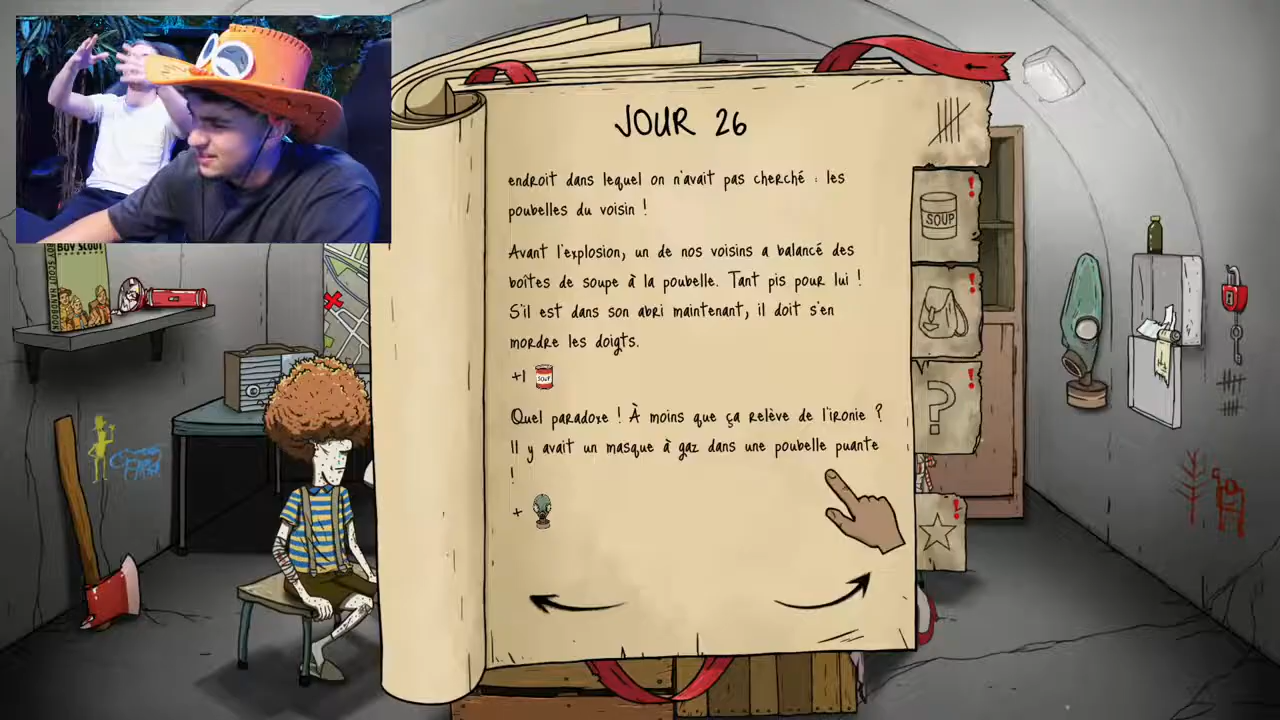 JOUR 26
endroit dans lequel on n'avait pas cherché : les
poubelles du voisin !
Avant l'explosion, un de nos voisins a balancé des
boîtes de soupe à la poubelle. Tant pis pour lui !
S'il est dans son abri maintenant, il doit s'en
mordre les doigts.
+1 SOUP
Quel paradoxe ! À moins que ça relève de l'ironie ?
Il y avait un masque à gaz dans une poubelle puante
!
+
SOUP
!
!
?
!
!
BOY SCOUT